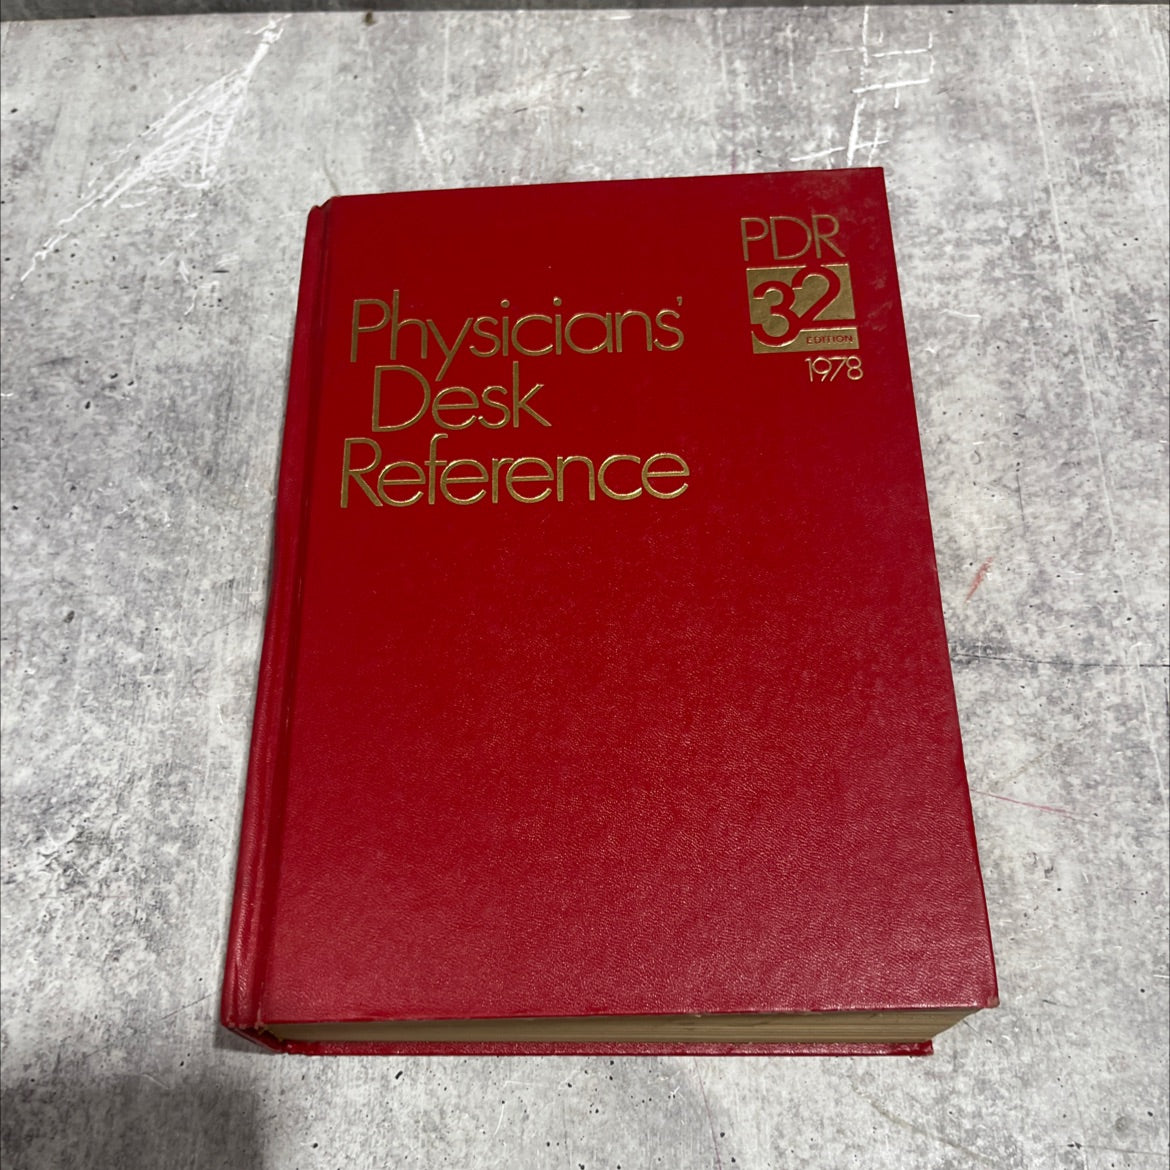 PDR
32
EDITION
1978
Physicians'
Desk
Reference